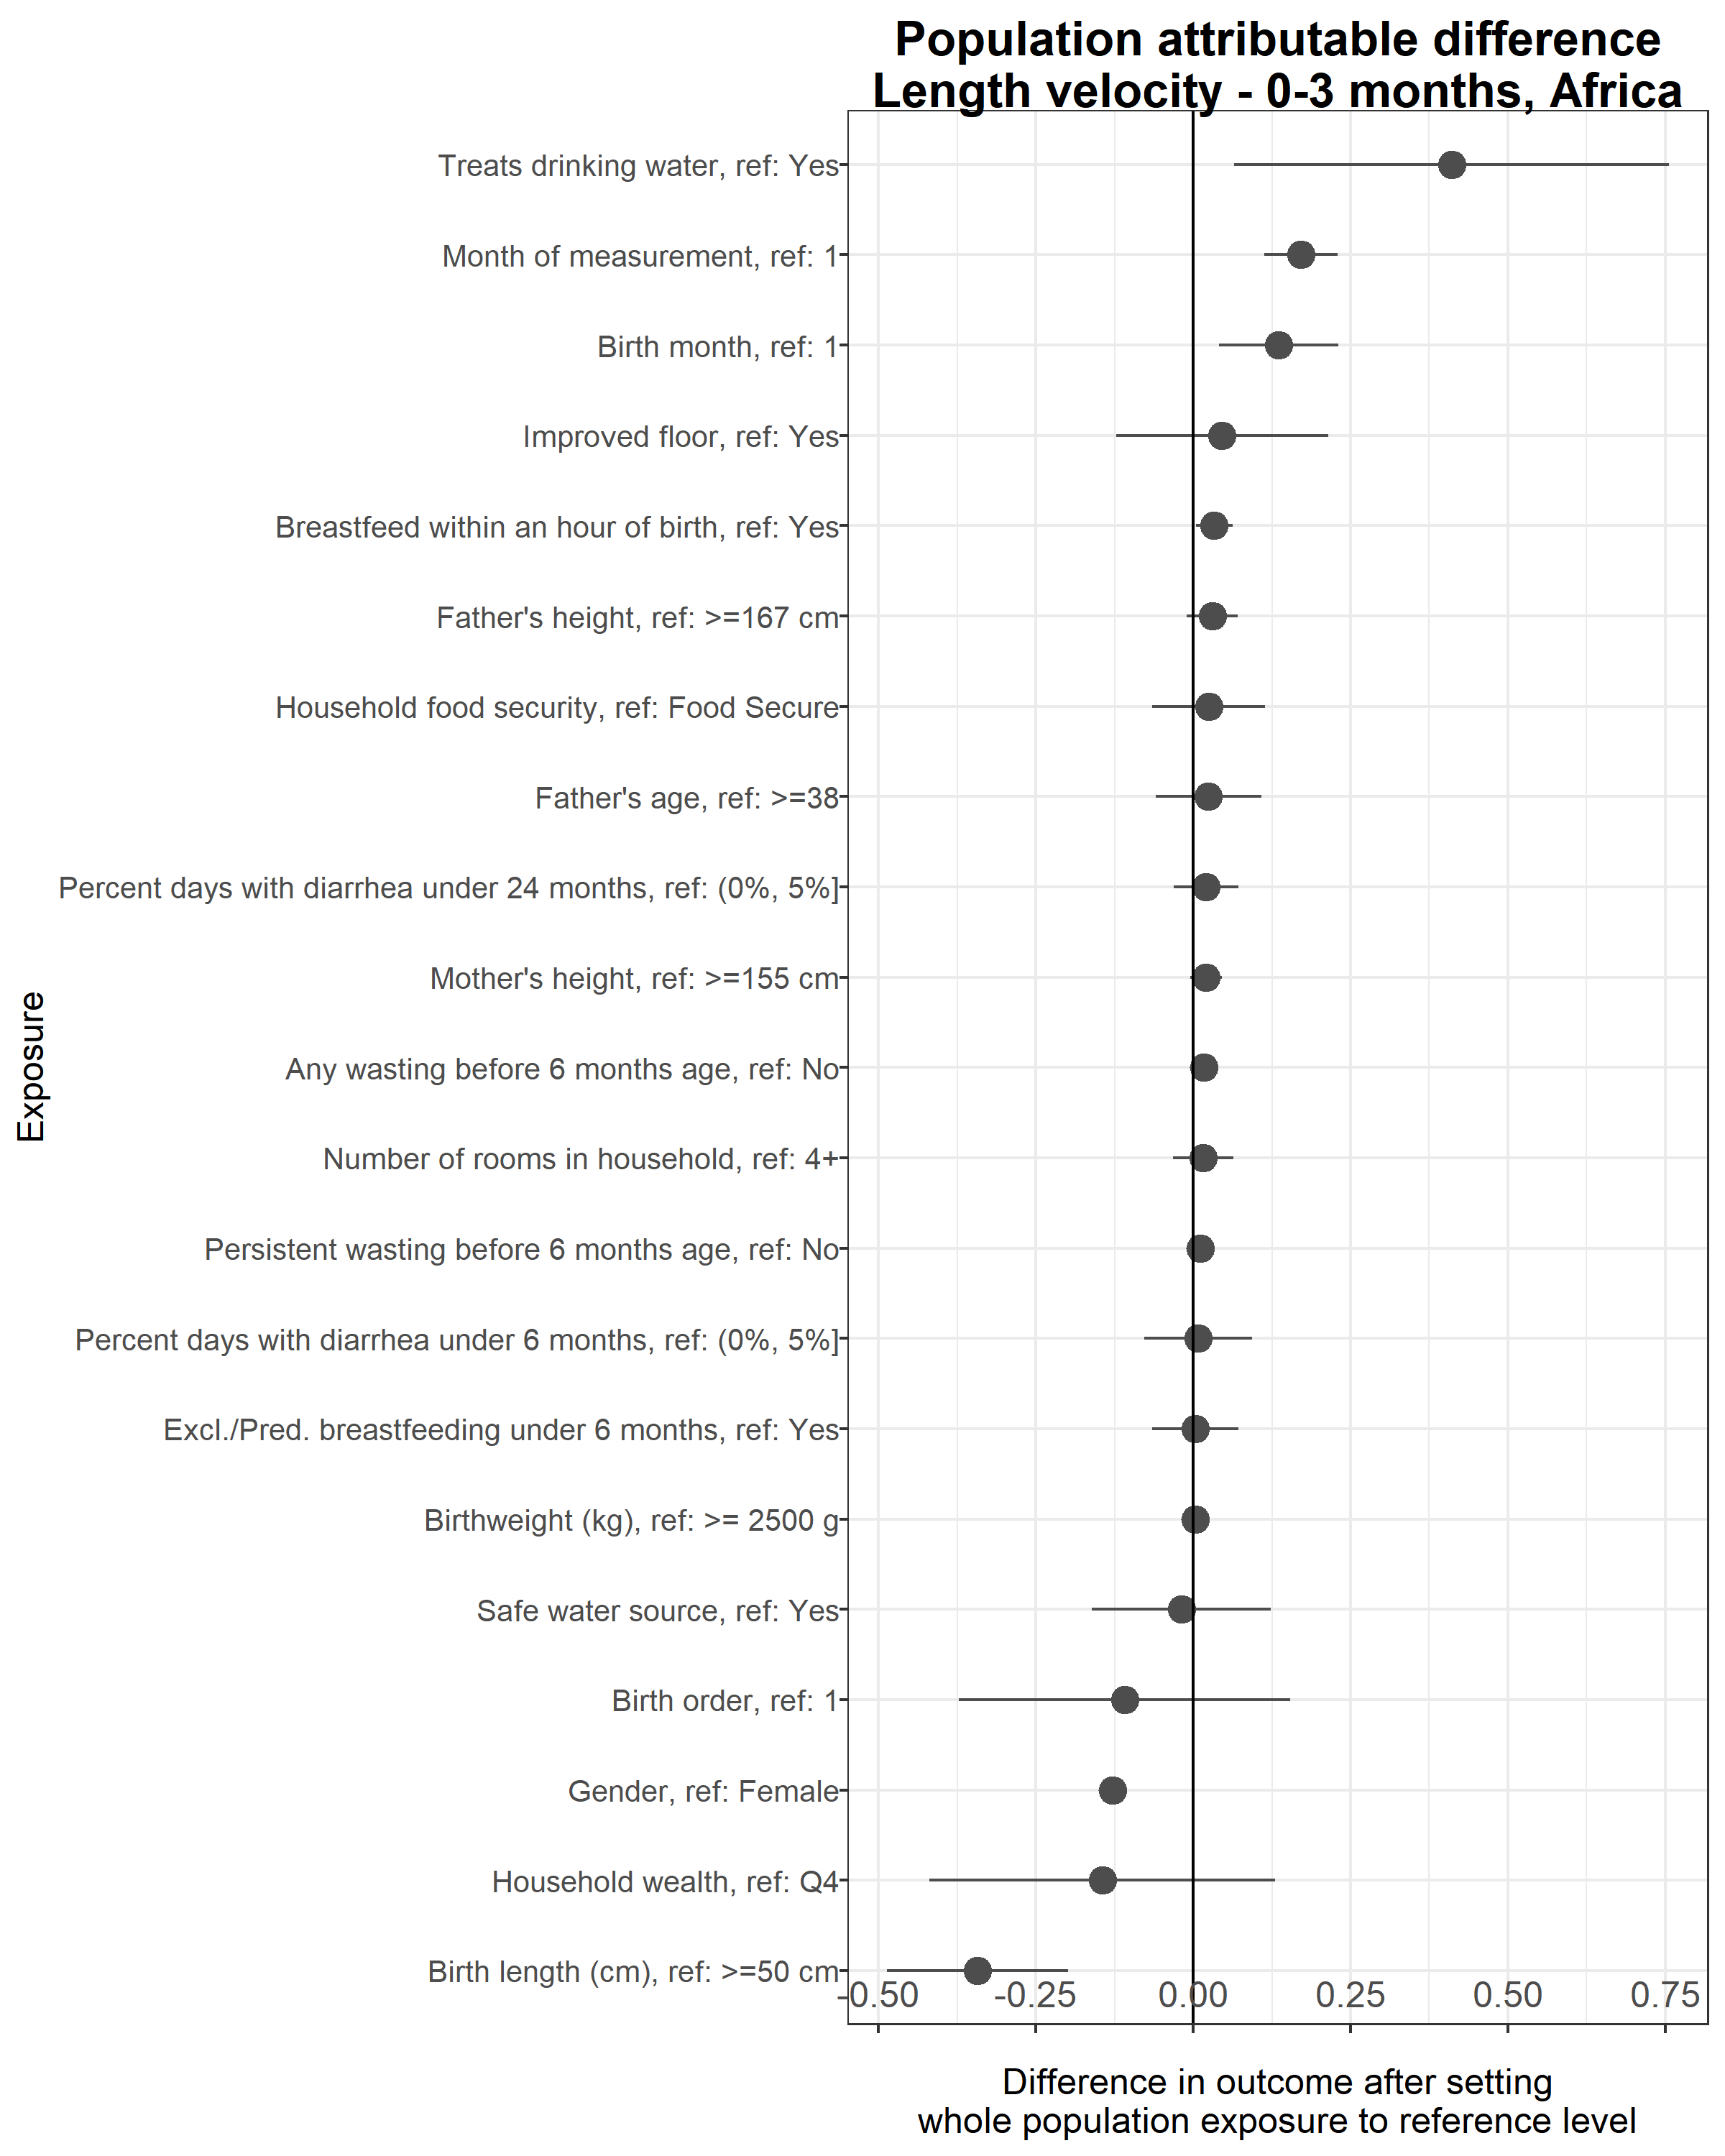 Population attributable difference
Length velocity - 0-3 months, Africa
Exposure
Treats drinking water, ref: Yes
Month of measurement, ref: 1
Birth month, ref: 1
Improved floor, ref: Yes
Breastfeed within an hour of birth, ref: Yes
Father's height, ref: >=167 cm
Household food security, ref: Food Secure
Father's age, ref: >=38
Percent days with diarrhea under 24 months, ref: (0%, 5%]
Mother's height, ref: >=155 cm
Any wasting before 6 months age, ref: No
Number of rooms in household, ref: 4+
Persistent wasting before 6 months age, ref: No
Percent days with diarrhea under 6 months, ref: (0%, 5%]
Excl./Pred. breastfeeding under 6 months, ref: Yes
Birthweight (kg), ref: >= 2500 g
Safe water source, ref: Yes
Birth order, ref: 1
Gender, ref: Female
Household wealth, ref: Q4
Birth length (cm), ref: >=50 cm
-0.50 -0.25 0.00 0.25 0.50 0.75
Difference in outcome after setting
whole population exposure to reference level